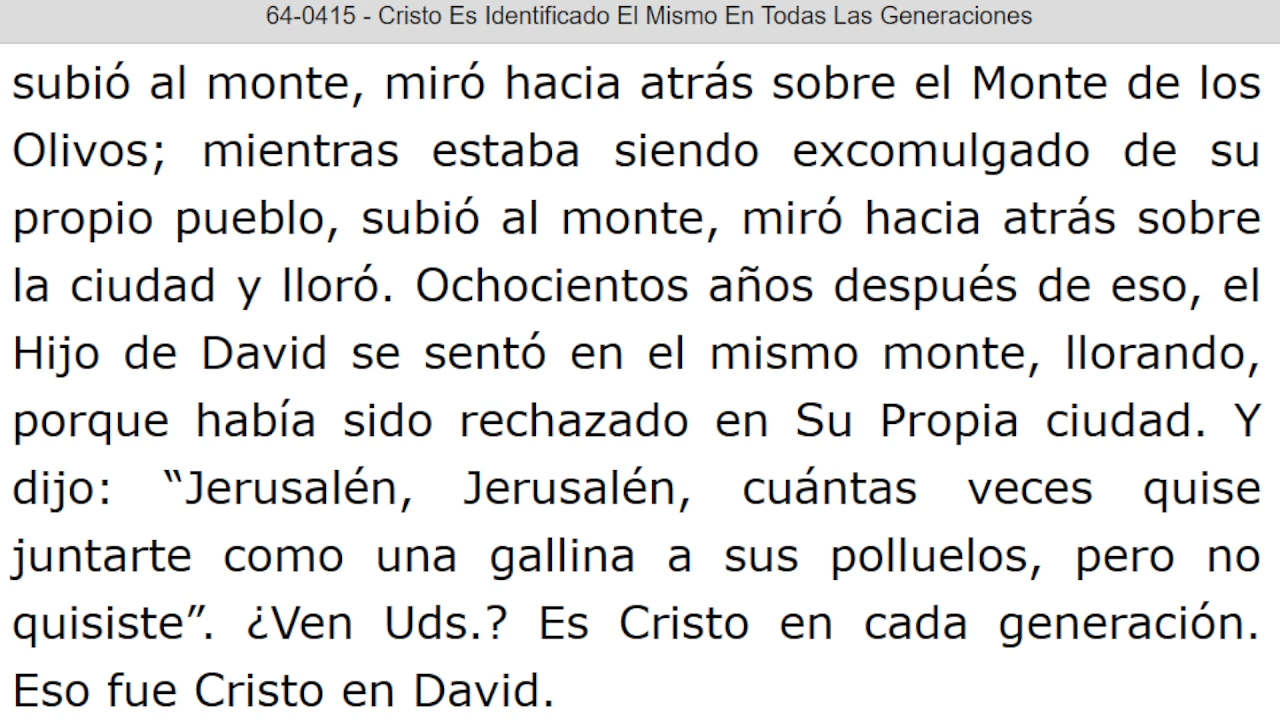 64-0415 - Cristo Es Identificado El Mismo En Todas Las Generaciones
subió al monte, miró hacia atrás sobre el Monte de los
Olivos; mientras estaba siendo excomulgado de su
propio pueblo, subió al monte, miró hacia atrás sobre
la ciudad y lloró. Ochocientos años después de eso, el
Hijo de David se sentó en el mismo monte, llorando,
porque había sido rechazado en Su Propia ciudad. Y
dijo: “Jerusalén, Jerusalén, cuántas veces quise
juntarte como una gallina a sus polluelos, pero no
quisiste”. ¿Ven Uds.? Es Cristo en cada generación.
Eso fue Cristo en David.